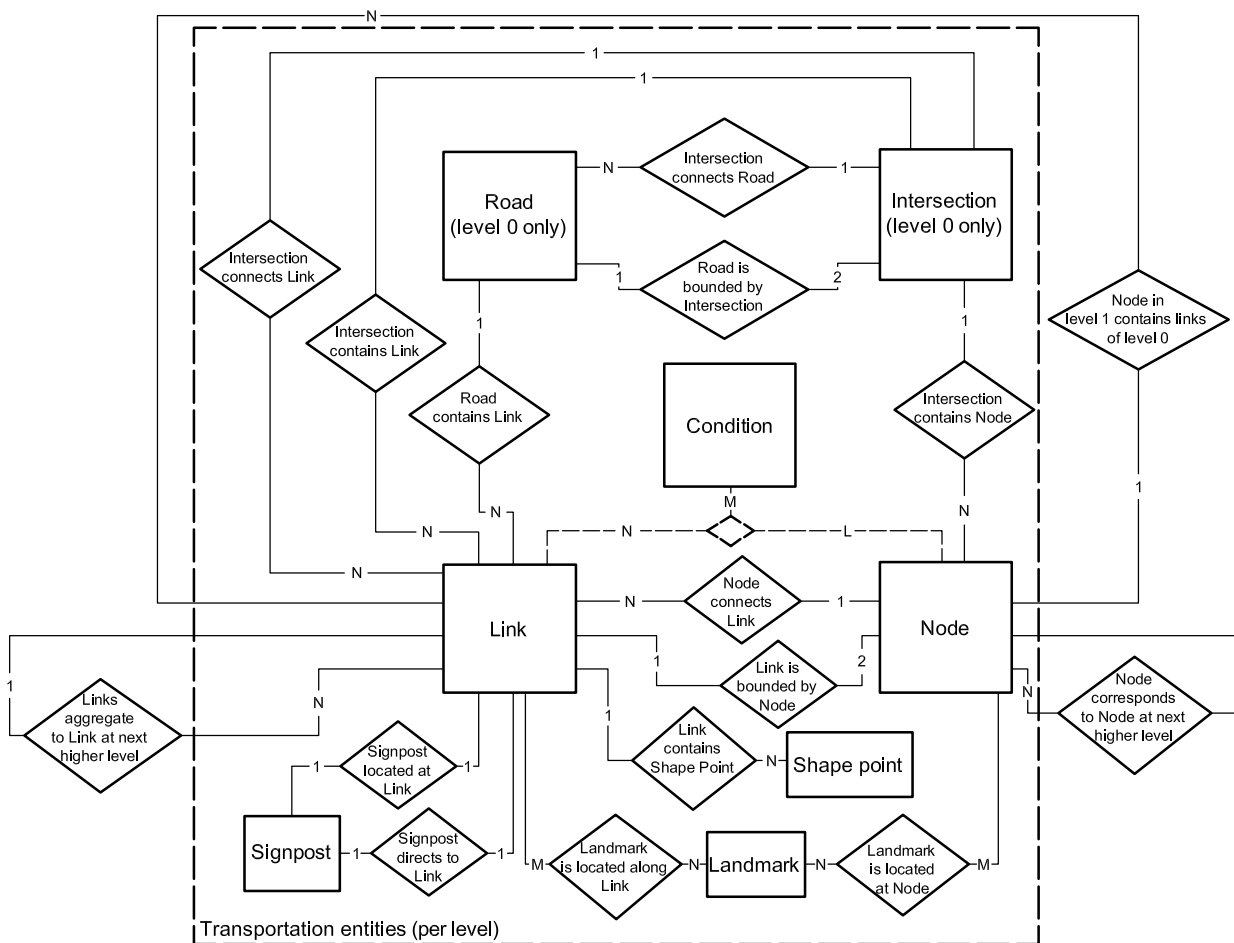 N
1
1
Intersection
connects Road
N
1
Road
(level 0 only)
Intersection
(level 0 only)
Intersection
connects Link
Road is
bounded by
Intersection
1
2
Node in
level 1 contains links
of level 0
Intersection
contains Link
1
1
Road
contains Link
Condition
Intersection
contains Node
1
M
N
N
N
L
N
N
Node
connects
Link
N
1
Link
Node
Link is
bounded by
Node
1
2
1
Links
aggregate
to Link at next
higher level
N
N
Node
corresponds
to Node at next
higher level
1
Link
contains
Shape Point
N
Shape point
Signpost
located at
Link
1
1
Signpost
1
Signpost
directs to
Link
1
M
Landmark
is located along
Link
N
Landmark
N
Landmark
is located
at Node
M
Transportation entities (per level)